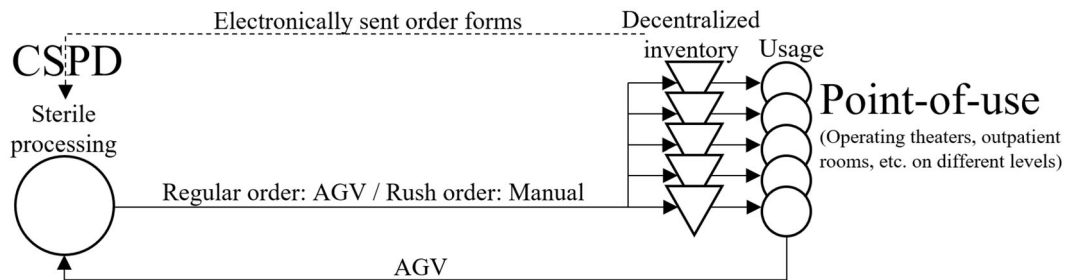 Electronically sent order forms
Decentralized
inventory
Usage
CSPD
Sterile
processing
Point-of-use
(Operating theaters, outpatient
rooms, etc. on different levels)
Regular order: AGV / Rush order: Manual
AGV